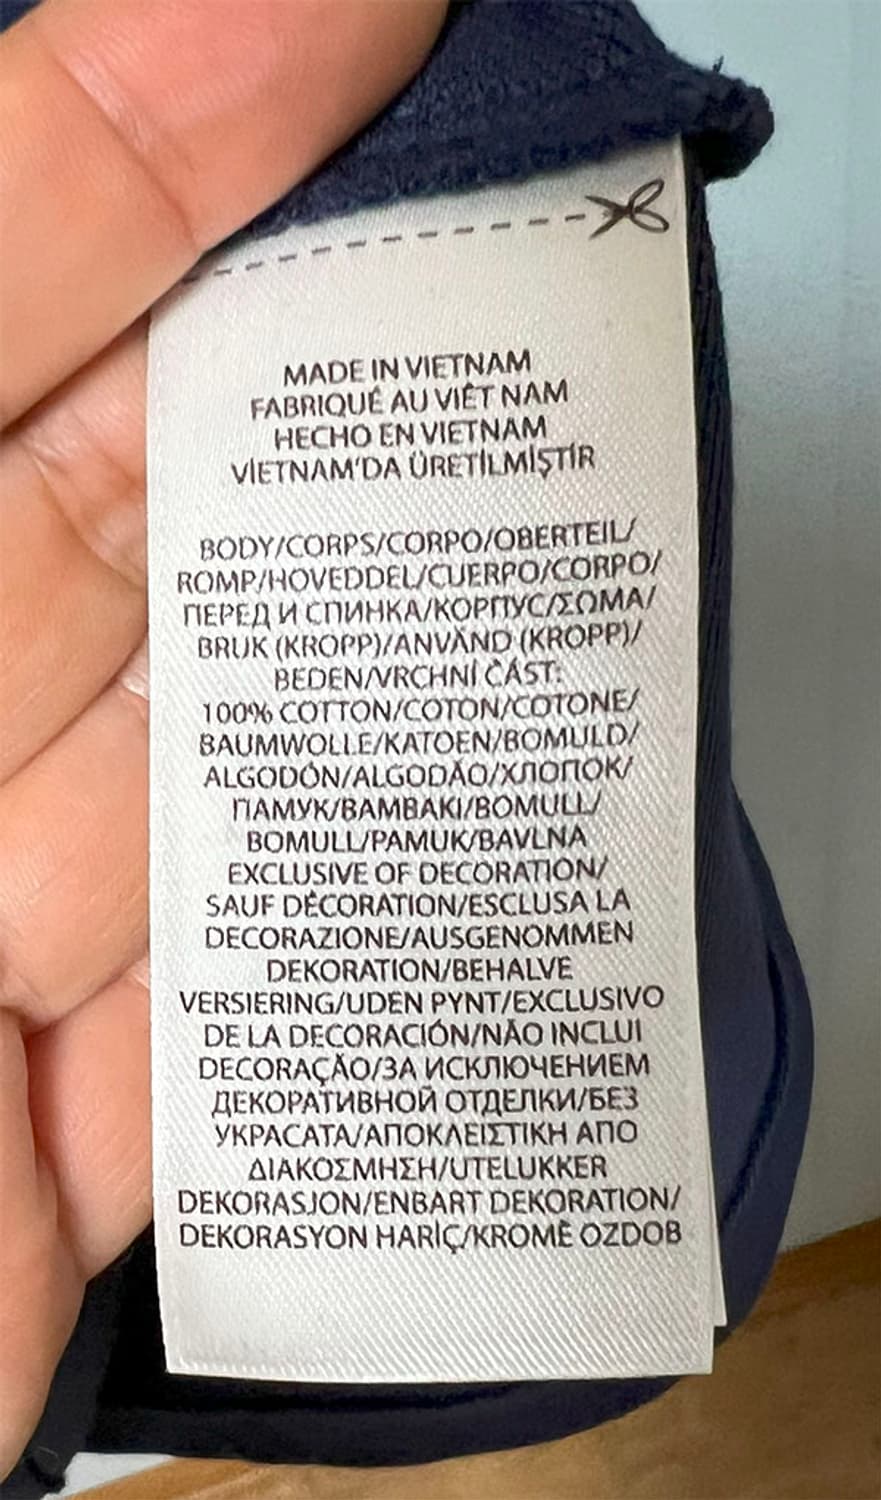 MADE IN VIETNAM
FABRIQUÉ AU VIÊT NAM
HECHO EN VIETNAM
VİETNAM'DA ÜRETİLMİŞTİR
BODY/CORPS/CORPO/OBERTEIL/
ROMP/HOVEDDEL/CUERPO/CORPO/
ПЕРЕД И СПИНКА/КОРПУС/ΣΩΜΑ/
BRUK (KROPP)/ANVÄND (KROPP)/
BEDEN/VRCHNÍ ČÁST:
100% COTTON/COTON/COTONE/
BAUMWOLLE/KATOEN/BOMULD/
ALGODÓN/ALGODÃO/ХЛОПОК/
ПАМУК/BAMBAKI/BOMULL/
BOMULL/PAMUK/BAVLNA
EXCLUSIVE OF DECORATION/
SAUF DÉCORATION/ESCLUSA LA
DECORAZIONE/AUSGENOMMEN
DEKORATION/BEHALVE
VERSIERING/UDEN PYNT/EXCLUSIVO
DE LA DECORACIÓN/NÃO INCLUI
DECORAÇÃO/ЗА ИСКЛЮЧЕНИЕМ
ДЕКОРАТИВНОЙ ОТДЕЛКИ/БЕЗ
УКРАСАТА/ΑΠΟΚΛΕΙΣΤΙΚΗ ΑΠΟ
ΔΙΑΚΟΣΜΗΣΗ/UTELUKKER
DEKORASJON/ENBART DEKORATION/
DEKORASYON HARİÇ/KROMĚ OZDOB